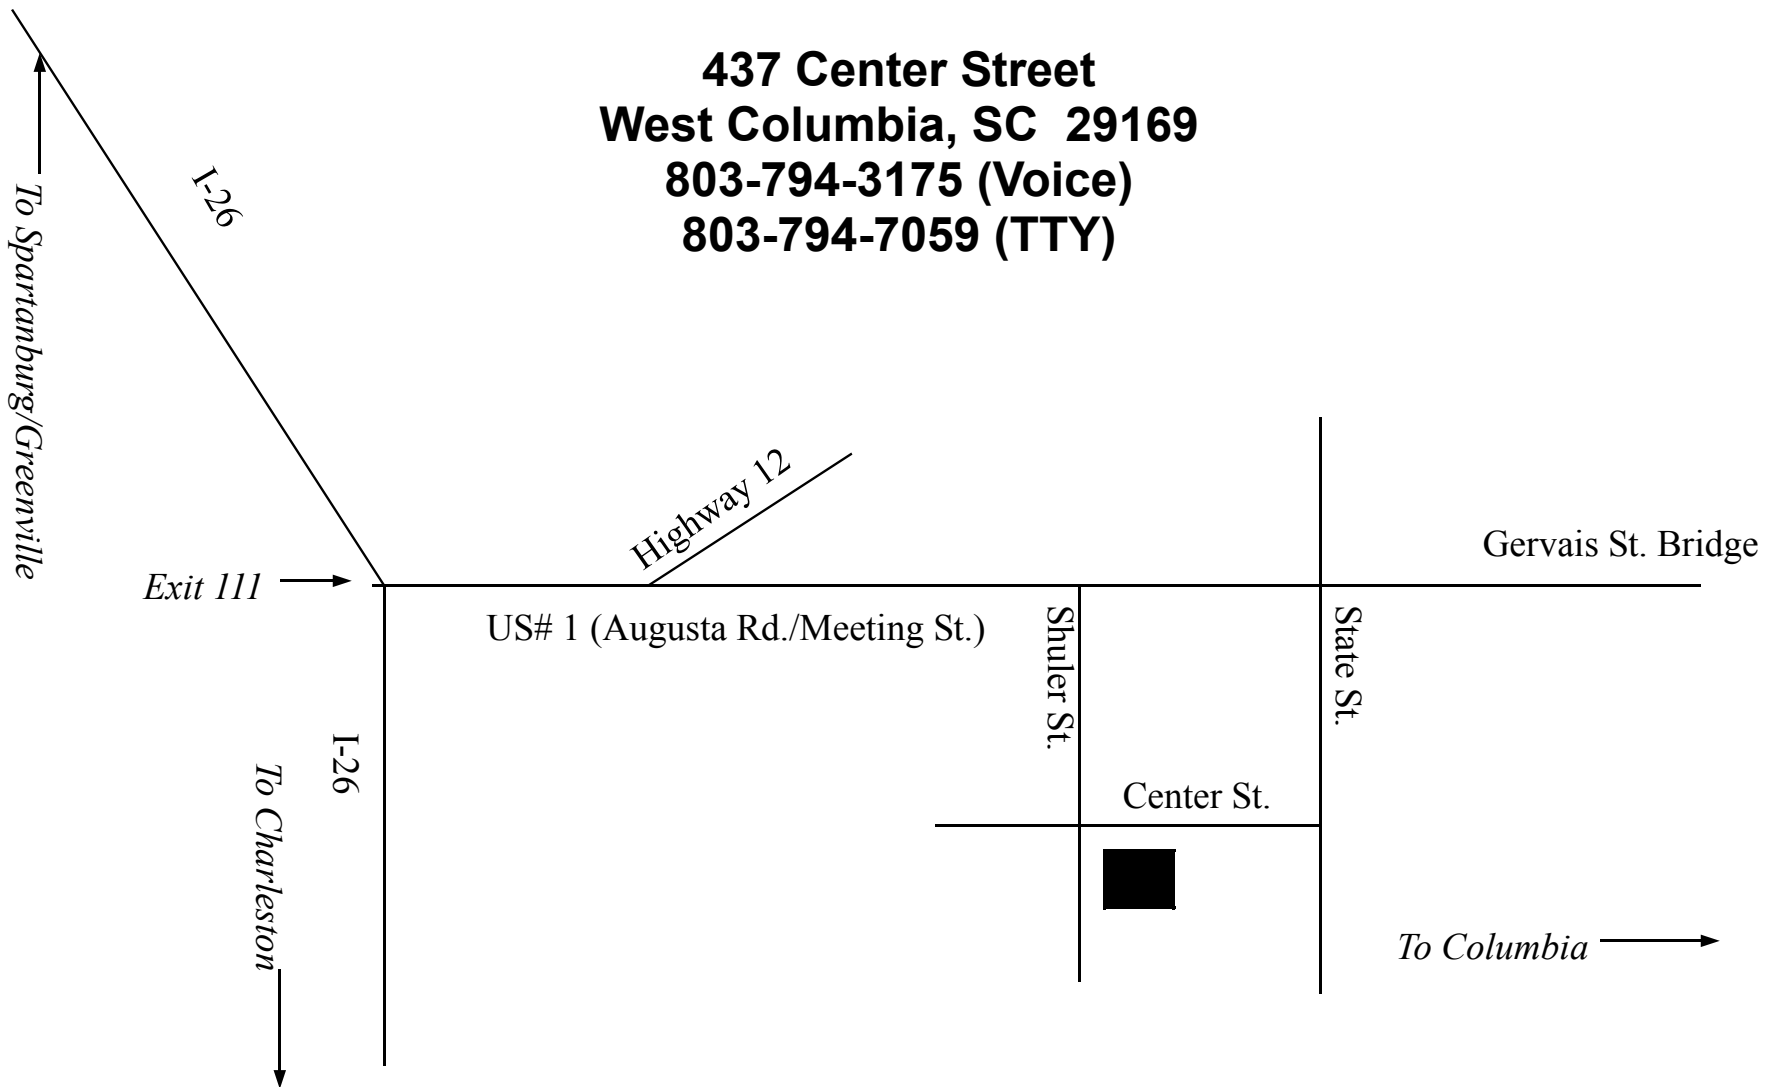 437 Center Street
West Columbia, SC  29169
803-794-3175 (Voice)
803-794-7059 (TTY)
I-26
To Spartanburg/Greenville
Highway 12
Gervais St. Bridge
Exit 111
US# 1 (Augusta Rd./Meeting St.)
Shuler St.
State St.
I-26
To Charleston
Center St.
To Columbia